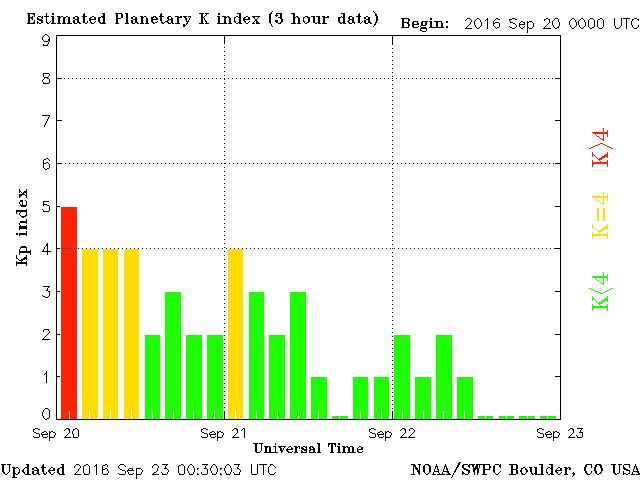 Estimated Planetary K index (3 hour data) Begin: 2016 Sep 20 0000 UTC
9
8
7
6
5
4
3
2
1
0
Kp index
K>4
K=4
K<4
Sep 20 Sep 21 Sep 22 Sep 23
Universal Time
Updated 2016 Sep 23 00:30:03 UTC NOAA/SWPC Boulder, CO USA